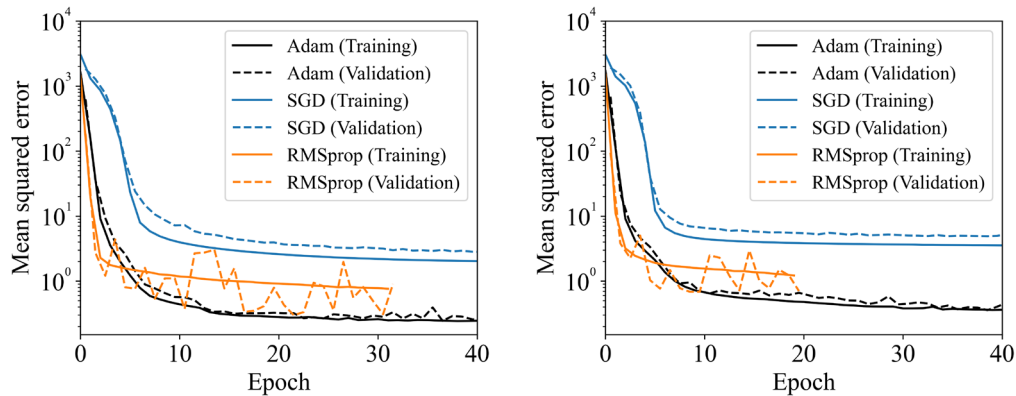 10^4
10^3
10^2
10^1
10^0
Mean squared error
Adam (Training)
Adam (Validation)
SGD (Training)
SGD (Validation)
RMSprop (Training)
RMSprop (Validation)
0 10 20 30 40
Epoch
10^4
10^3
10^2
10^1
10^0
Mean squared error
Adam (Training)
Adam (Validation)
SGD (Training)
SGD (Validation)
RMSprop (Training)
RMSprop (Validation)
0 10 20 30 40
Epoch